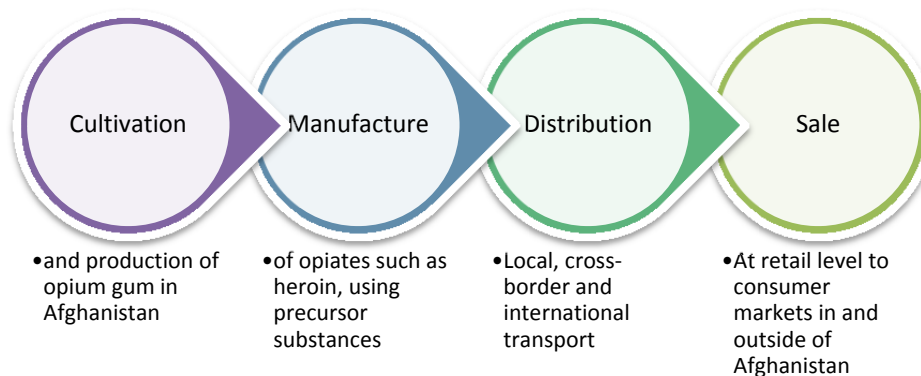 Cultivation
Manufacture
Distribution
Sale
•and production of
opium gum in
Afghanistan
•of opiates such as
heroin, using
precursor
substances
•Local, cross-
border and
international
transport
•At retail level to
consumer
markets in and
outside of
Afghanistan